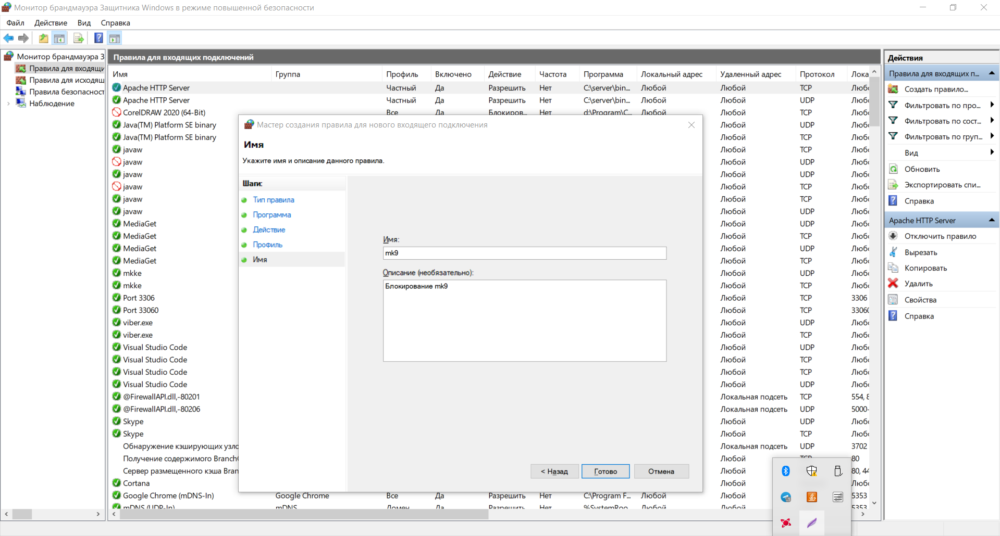 Монитор брандмауэра Защитника Windows в режиме повышенной безопасности
Файл Действие Вид Справка
Монитор брандмауэра З
Правила для входящи
Правила для исходящ
Правила безопасност
Наблюдение
Правила для входящих подключений
Имя Группа Профиль Включено Действие Частота Программа Локальный адрес Удаленный адрес Протокол Лока
Apache HTTP Server Частный Да Разрешить Нет C:\server\bin... Любой Любой TCP Любо
Apache HTTP Server Частный Да Разрешить Нет C:\server\bin... Любой Любой UDP Любо
CorelDRAW 2020 (64-Bit) Все Да Блокиров... Нет d:\Program\C... Любой Любой TCP Любо
Java(TM) Platform SE binary Любой UDP Любо
Java(TM) Platform SE binary Любой TCP Любо
javaw Любой TCP Любо
javaw Любой UDP Любо
javaw Любой UDP Любо
javaw Любой TCP Любо
javaw Любой TCP Любо
javaw Любой UDP Любо
MediaGet Любой UDP Любо
MediaGet Любой TCP Любо
MediaGet Любой UDP Любо
MediaGet Любой TCP Любо
mkke Любой UDP Любо
mkke Любой TCP Любо
Port 3306 Любой TCP 3306
Port 33060 Любой TCP 33060
viber.exe Любой UDP Любо
viber.exe Любой TCP Любо
Visual Studio Code Любой UDP Любо
Visual Studio Code Любой TCP Любо
Visual Studio Code Любой TCP Любо
Visual Studio Code Любой UDP Любо
@FirewallAPI.dll,-80201 Локальная подсеть TCP 554, 8
@FirewallAPI.dll,-80206 Локальная подсеть UDP 5000-
Skype Любой UDP Любо
Skype Любой TCP Любо
Обнаружение кэширующих узло Локальная подсеть UDP 3702
Получение содержимого Branch Любой TCP 80
Сервер размещенного кэша Bran Любой 80, 44
Cortana Любой Любо
Google Chrome (mDNS-In) Google Chrome Все Да Разрешить Нет C:\Program F... Любой Любой 5353
mDNS (UDP-In) mDNS Домен Да Разрешить Нет %SystemRoo Любой Любой 5353
Мастер создания правила для нового входящего подключения
Имя
Укажите имя и описание данного правила.
Шаги:
Тип правила
Программа
Действие
Профиль
Имя
Имя:
mk9
Описание (необязательно):
Блокирование mk9
< Назад Готово Отмена
Действия
Правила для входящих п...
Создать правило...
Фильтровать по про...
Фильтровать по сост...
Фильтровать по груп...
Вид
Обновить
Экспортировать спи...
Справка
Apache HTTP Server
Отключить правило
Вырезать
Копировать
Удалить
Свойства
Справка